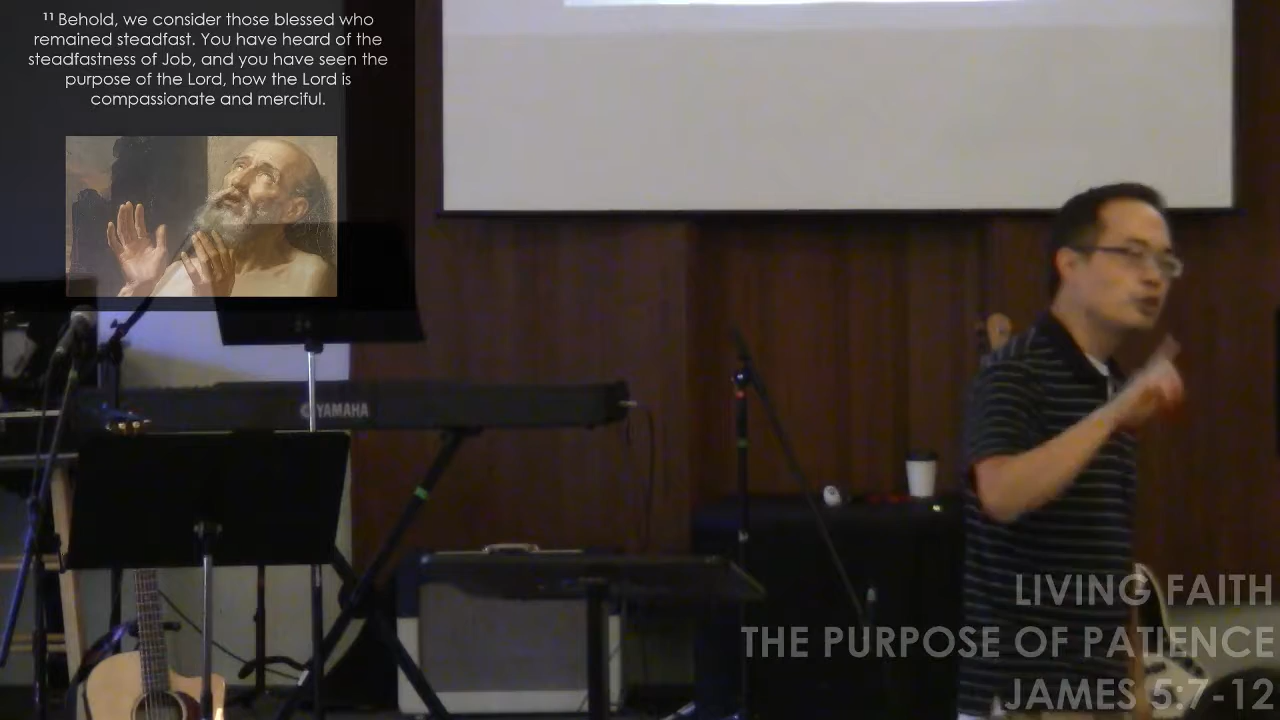 ¹¹ Behold, we consider those blessed who
remained steadfast. You have heard of the
steadfastness of Job, and you have seen the
purpose of the Lord, how the Lord is
compassionate and merciful.
YAMAHA
LIVING FAITH
THE PURPOSE OF PATIENCE
JAMES 5:7-12